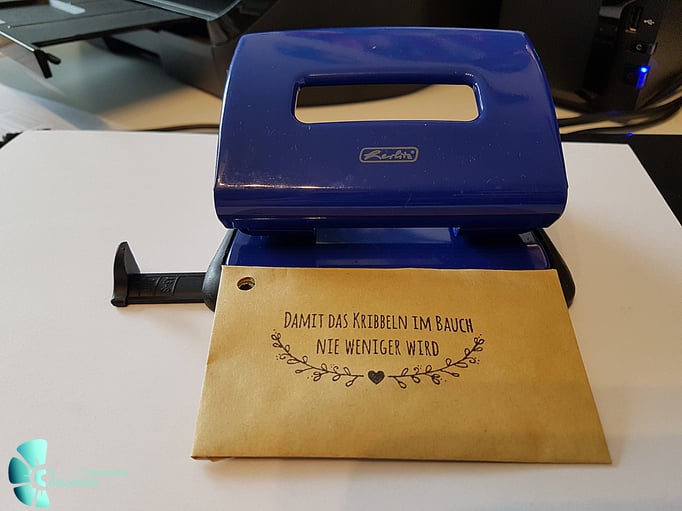 Herlitz
DAMIT DAS KRIBBELN IM BAUCH
NIE WENIGER WIRD